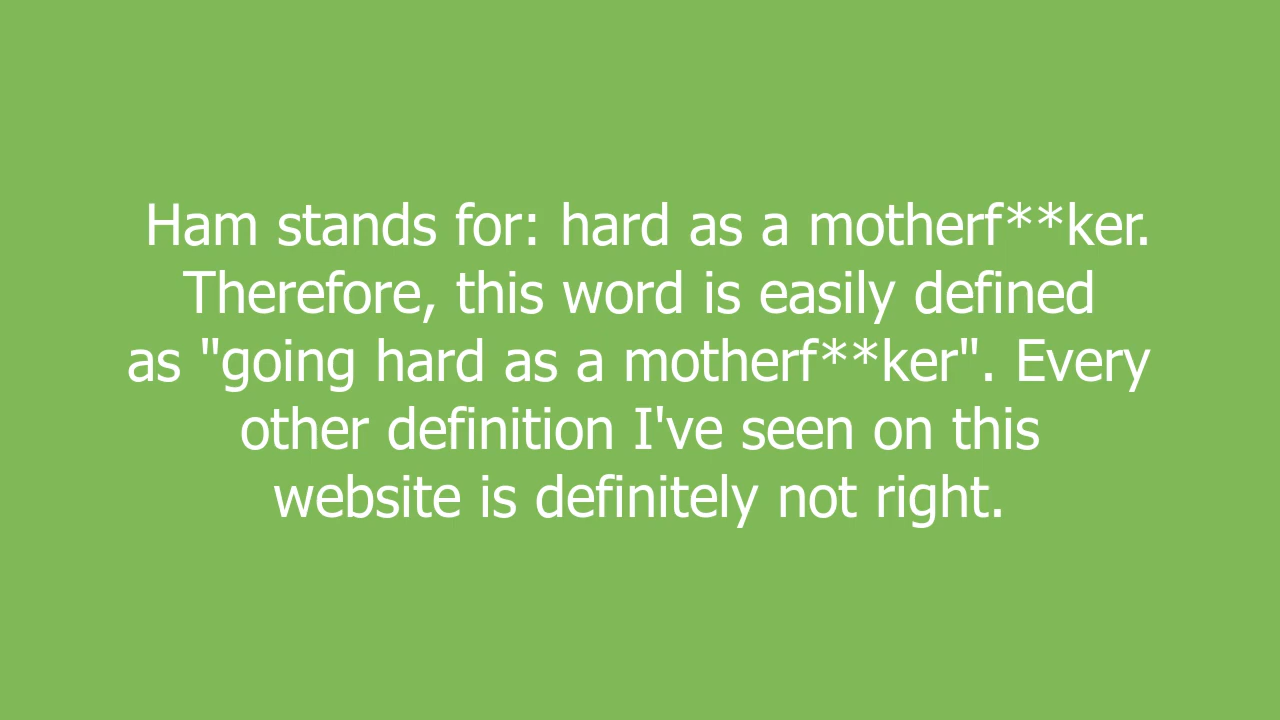 Ham stands for: hard as a motherf**ker.
Therefore, this word is easily defined
as "going hard as a motherf**ker". Every
other definition I've seen on this
website is definitely not right.